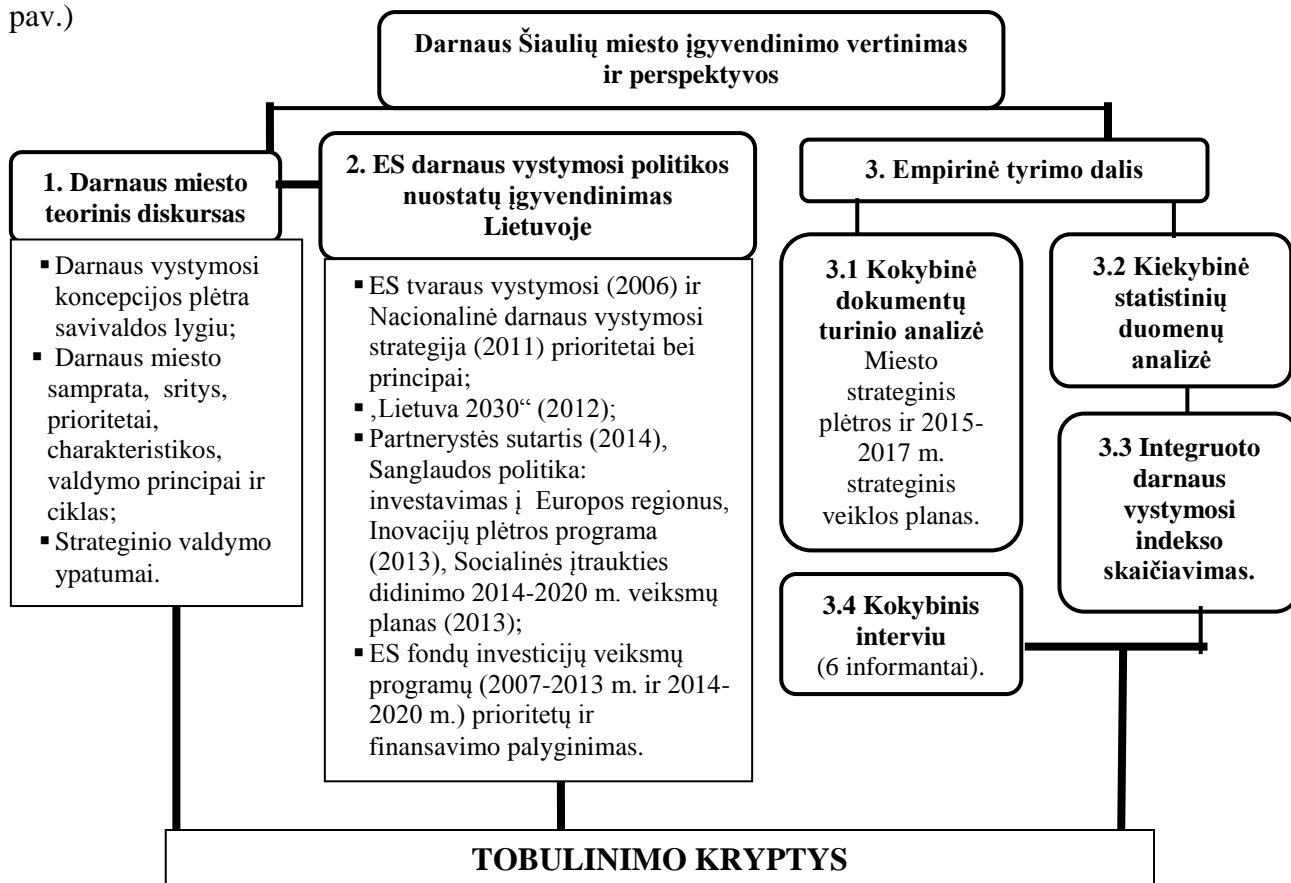 pav.)
Darnaus Šiaulių miesto įgyvendinimo vertinimas
ir perspektyvos
1. Darnaus miesto
teorinis diskursas
▪ Darnaus vystymosi
koncepcijos plėtra
savivaldos lygiu;
▪ Darnaus miesto
samprata, sritys,
prioritetai,
charakteristikos,
valdymo principai ir
ciklas;
▪ Strateginio valdymo
ypatumai.
2. ES darnaus vystymosi politikos
nuostatų įgyvendinimas
Lietuvoje
▪ ES tvaraus vystymosi (2006) ir
Nacionalinė darnaus vystymosi
strategija (2011) prioritetai bei
principai;
▪ „Lietuva 2030“ (2012);
▪ Partnerystės sutartis (2014),
Sanglaudos politika:
investavimas į Europos regionus,
Inovacijų plėtros programa
(2013), Socialinės įtraukties
didinimo 2014-2020 m. veiksmų
planas (2013);
▪ ES fondų investicijų veiksmų
programų (2007-2013 m. ir 2014-
2020 m.) prioritetų ir
finansavimo palyginimas.
3. Empirinė tyrimo dalis
3.1 Kokybinė
dokumentų
turinio analizė
Miesto
strateginis
plėtros ir 2015-
2017 m.
strateginis
veiklos planas.
3.2 Kiekybinė
statistinių
duomenų
analizė
3.3 Integruoto
darnaus
vystymosi
indekso
skaičiavimas.
3.4 Kokybinis
interviu
(6 informantai).
TOBULINIMO KRYPTYS